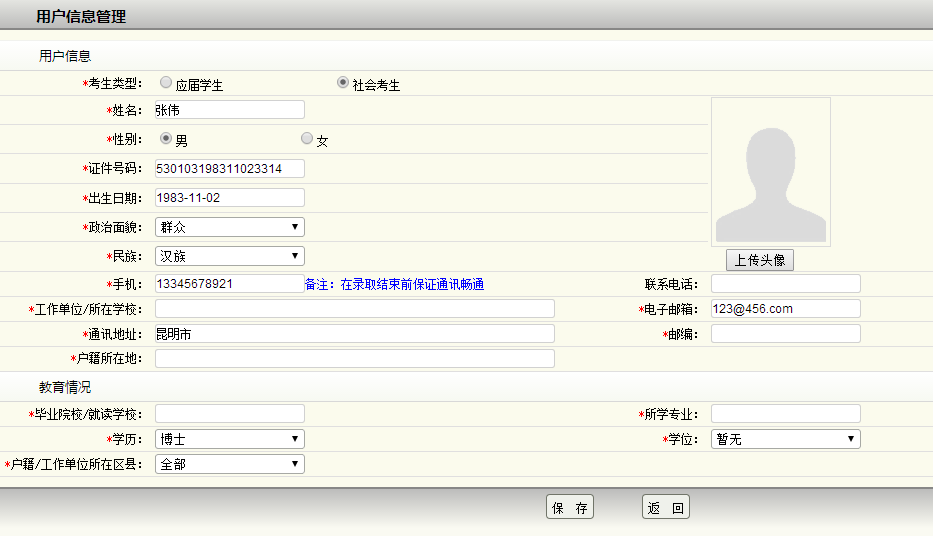 用户信息管理
用户信息
*考生类型： 应届学生 社会考生
*姓名： 张伟
*性别： 男 女
*证件号码： 530103198311023314
*出生日期： 1983-11-02
*政治面貌： 群众
*民族： 汉族
上传头像
*手机： 13345678921 备注：在录取结束前保证通讯畅通 联系电话：
*工作单位/所在学校： *电子邮箱： 123@456.com
*通讯地址： 昆明市 *邮编：
*户籍所在地：
教育情况
*毕业院校/就读学校： *所学专业：
*学历： 博士 *学位： 暂无
*户籍/工作单位所在区县： 全部
保 存 返 回